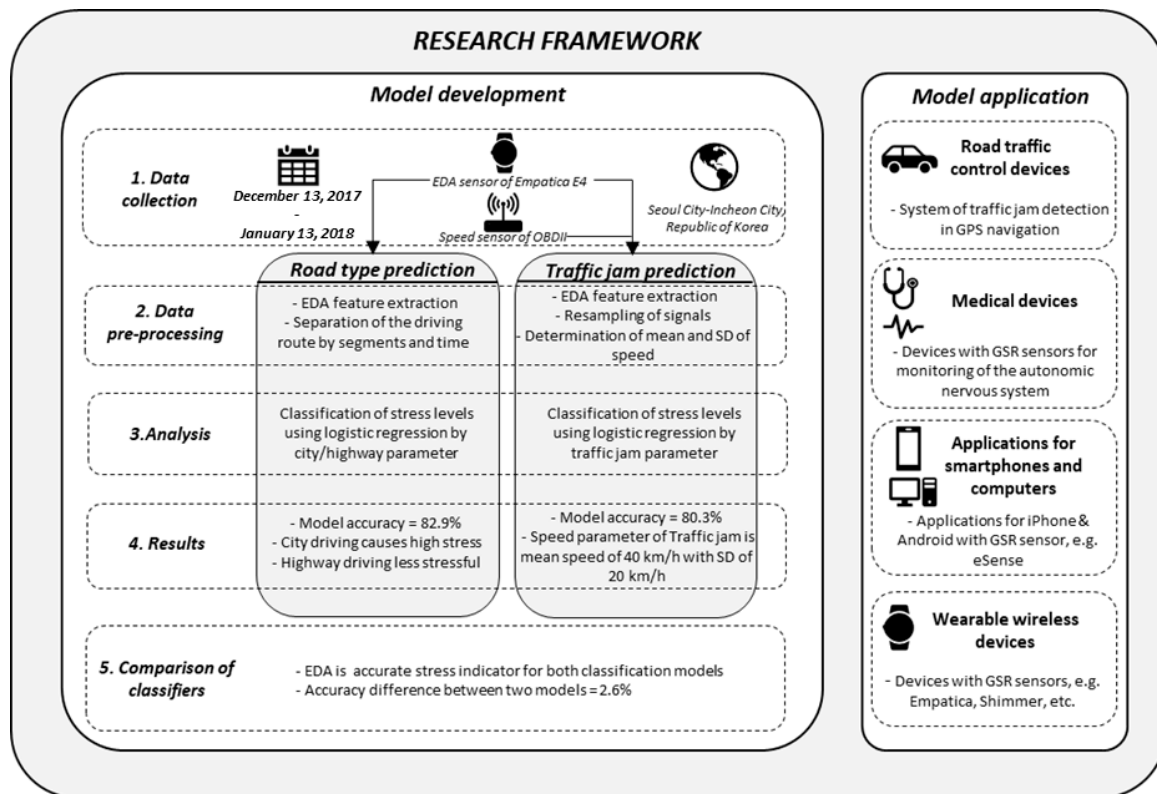 RESEARCH FRAMEWORK
Model development
1. Data
collection
December 13, 2017
-
January 13, 2018
EDA sensor of Empatica E4
Speed sensor of OBDII
Seoul City-Incheon City,
Republic of Korea
Road type prediction
Traffic jam prediction
2. Data
pre-processing
- EDA feature extraction
- Separation of the driving
route by segments and time
- EDA feature extraction
- Resampling of signals
- Determination of mean and SD of
speed
3.Analysis
Classification of stress levels
using logistic regression by
city/highway parameter
Classification of stress levels
using logistic regression by
traffic jam parameter
4. Results
- Model accuracy = 82.9%
- City driving causes high stress
- Highway driving less stressful
- Model accuracy = 80.3%
- Speed parameter of Traffic jam is
mean speed of 40 km/h with SD of
20 km/h
5. Comparison of
classifiers
- EDA is accurate stress indicator for both classification models
- Accuracy difference between two models = 2.6%
Model application
Road traffic
control devices
- System of traffic jam detection
in GPS navigation
Medical devices
- Devices with GSR sensors for
monitoring of the autonomic
nervous system
Applications for
smartphones and
computers
- Applications for iPhone &
Android with GSR sensor, e.g.
eSense
Wearable wireless
devices
- Devices with GSR sensors, e.g.
Empatica, Shimmer, etc.